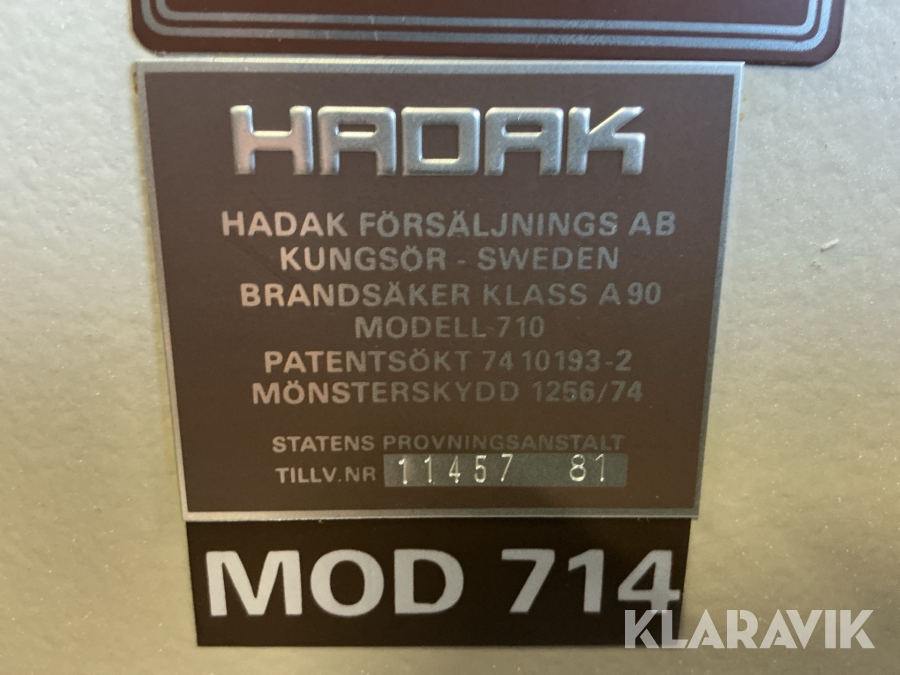 HADAK
HADAK FÖRSÄLJNINGS AB
KUNGSÖR - SWEDEN
BRANDSÄKER KLASS A 90
MODELL 710
PATENTSÖKT 74 10193-2
MÖNSTERSKYDD 1256/74
STATENS PROVNINGSANSTALT
TILLV.NR 11457 81
MOD 714
KLARAVIK